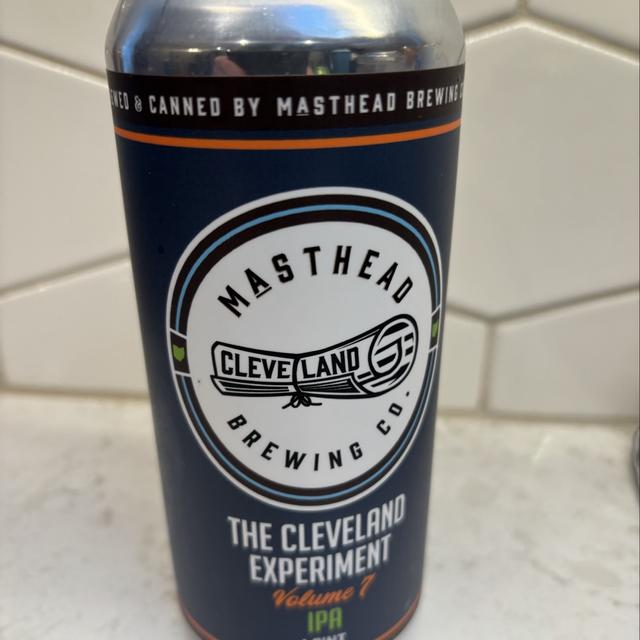 & CANNED BY MASTHEAD BREWING
MASTHEAD
CLEVELAND
BREWING CO.
THE CLEVELAND
EXPERIMENT
Volume 7
IPA